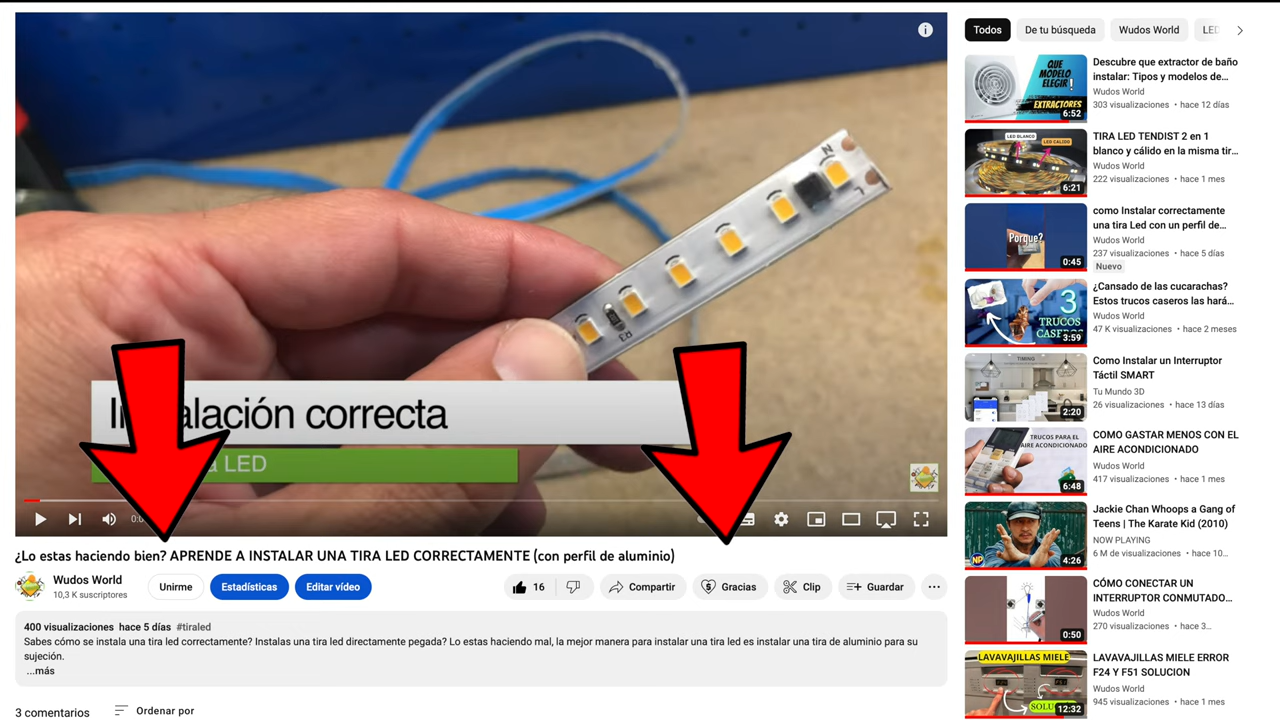 N
L
R3
Instalación correcta
LED
¿Lo estas haciendo bien? APRENDE A INSTALAR UNA TIRA LED CORRECTAMENTE (con perfil de aluminio)
Wudos World
10,3 K suscriptores
Unirme
Estadísticas
Editar vídeo
16
Compartir
Gracias
Clip
Guardar
400 visualizaciones hace 5 días #tiraled
Sabes cómo se instala una tira led correctamente? Instalas una tira led directamente pegada? Lo estas haciendo mal, la mejor manera para instalar una tira led es instalar una tira de aluminio para su
sujeción.
...más
3 comentarios
Ordenar por
Todos
De tu búsqueda
Wudos World
LED
QUE
MODELO
ELEGIR!
EXTRACTORES
6:52
Descubre que extractor de baño
instalar: Tipos y modelos de…
Wudos World
303 visualizaciones • hace 12 días
LED BLANCO
LED CALIDO
6:21
TIRA LED TENDIST 2 en 1
blanco y cálido en la misma tir…
Wudos World
222 visualizaciones • hace 1 mes
Porque?
0:45
como Instalar correctamente
una tira Led con un perfil de…
Wudos World
237 visualizaciones • hace 5 días
Nuevo
3
TRUCOS
CASEROS
3:59
¿Cansado de las cucarachas?
Estos trucos caseros las hará…
Wudos World
47 K visualizaciones • hace 2 meses
TIMING
2:20
Como Instalar un Interruptor
Táctil SMART
Tu Mundo 3D
26 visualizaciones • hace 13 días
TRUCOS PARA EL
AIRE ACONDICIONADO
6:48
COMO GASTAR MENOS CON EL
AIRE ACONDICIONADO
Wudos World
417 visualizaciones • hace 1 mes
NP
4:26
Jackie Chan Whoops a Gang of
Teens | The Karate Kid (2010)
NOW PLAYING
6 M de visualizaciones • hace 10…
0:50
CÓMO CONECTAR UN
INTERRUPTOR CONMUTADO…
Wudos World
270 visualizaciones • hace 3…
LAVAVAJILLAS MIELE
SOLU
12:32
LAVAVAJILLAS MIELE ERROR
F24 Y F51 SOLUCION
Wudos World
945 visualizaciones • hace 1 mes